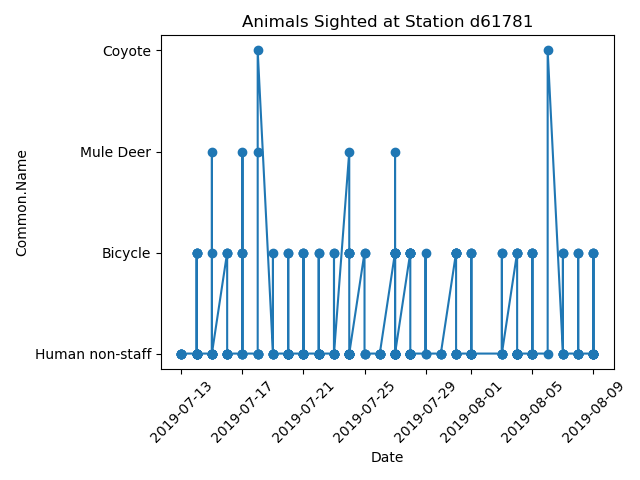 Animals Sighted at Station d61781
Coyote
Mule Deer
Bicycle
Human non-staff
Common.Name
2019-07-13
2019-07-17
2019-07-21
2019-07-25
2019-07-29
2019-08-01
2019-08-05
2019-08-09
Date